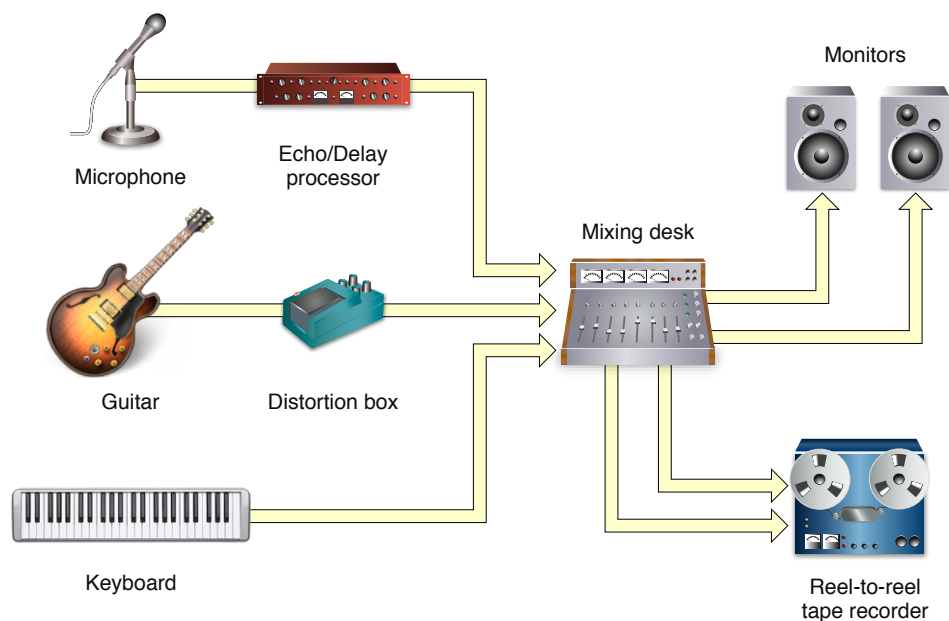 Monitors
Microphone
Echo/Delay
processor
Mixing desk
Guitar
Distortion box
Keyboard
Reel-to-reel
tape recorder